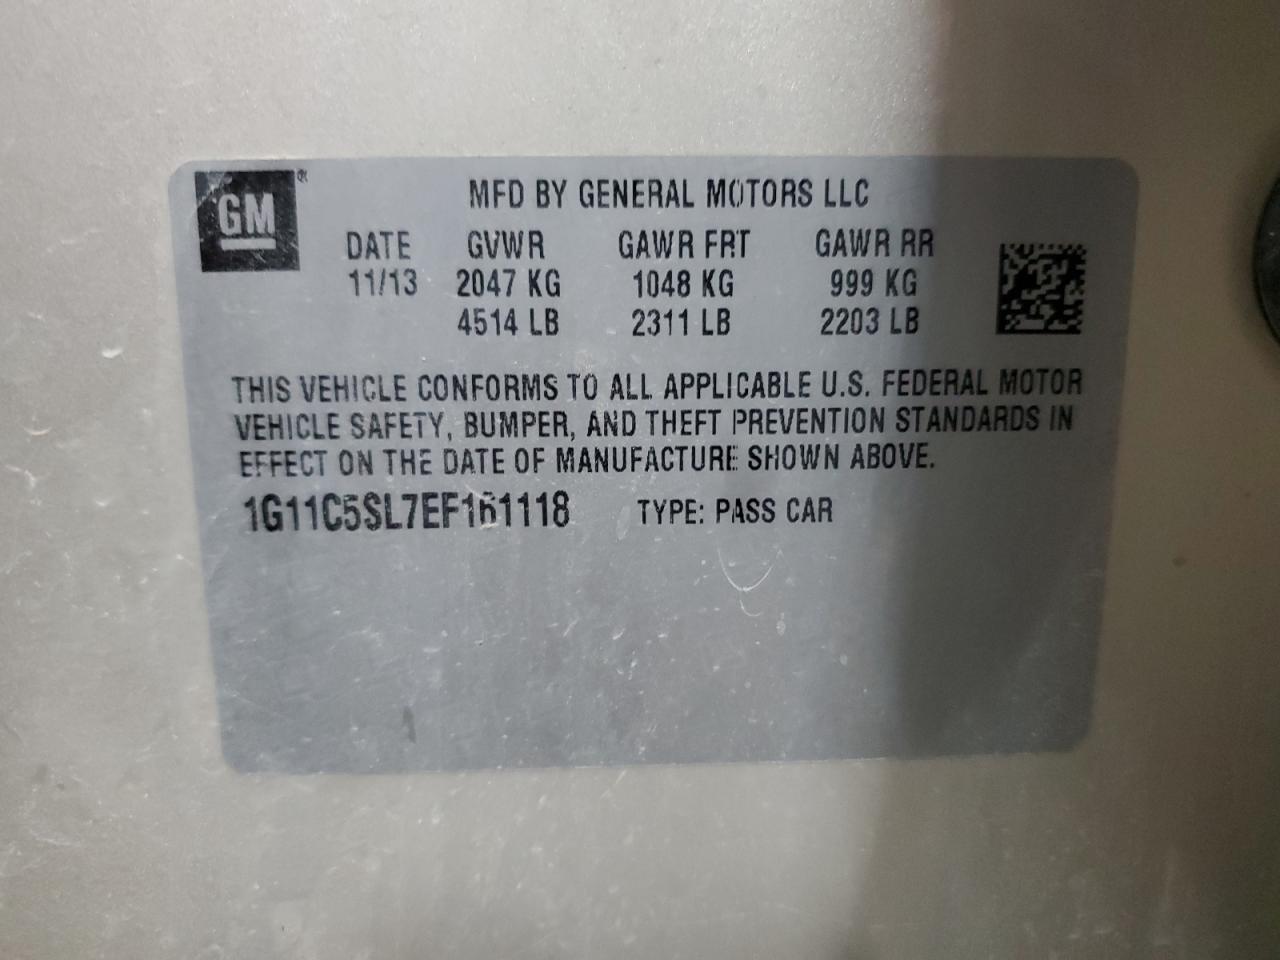 GM®
MFD BY GENERAL MOTORS LLC
DATE GVWR GAWR FRT GAWR RR
11/13 2047 KG 1048 KG 999 KG
4514 LB 2311 LB 2203 LB
THIS VEHICLE CONFORMS TO ALL APPLICABLE U.S. FEDERAL MOTOR
VEHICLE SAFETY, BUMPER, AND THEFT PREVENTION STANDARDS IN
EFFECT ON THE DATE OF MANUFACTURE SHOWN ABOVE.
1G11C5SL7EF161118 TYPE: PASS CAR